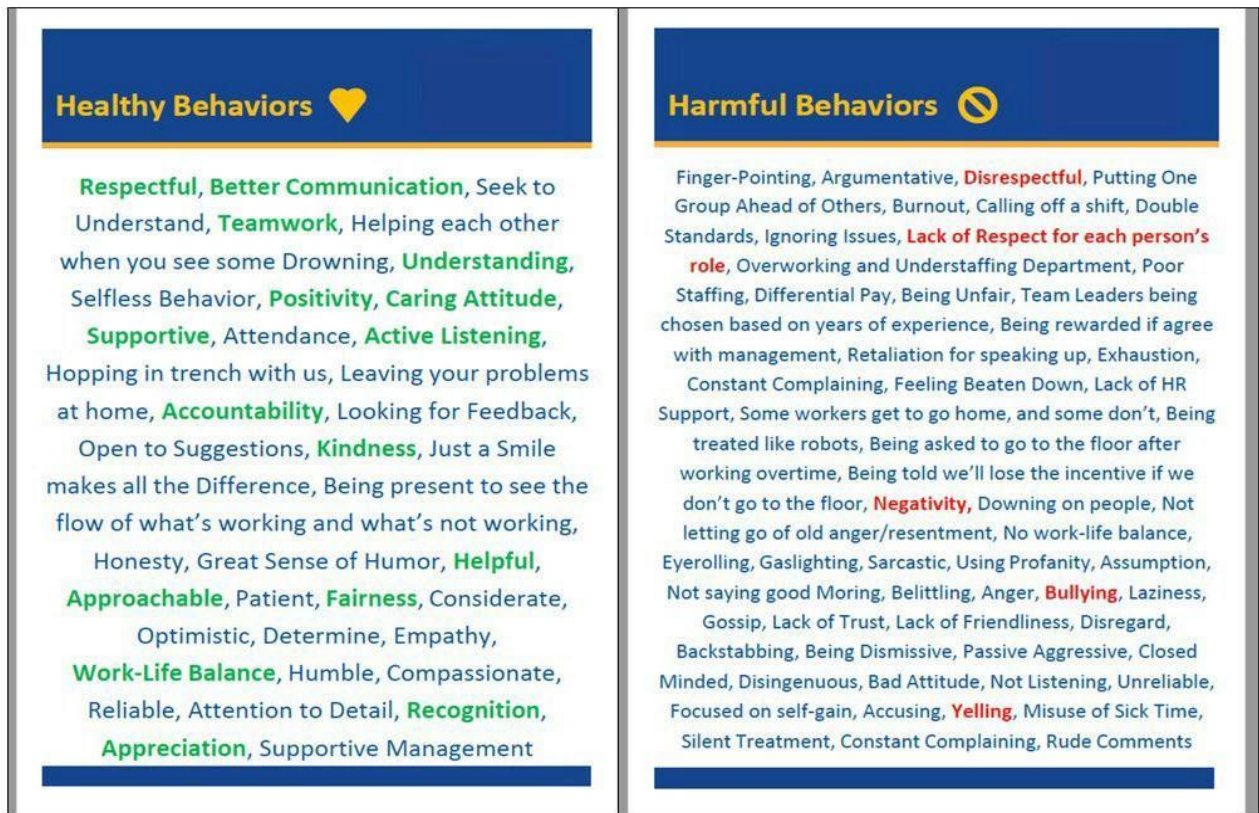 Healthy Behaviors
Respectful, Better Communication, Seek to
Understand, Teamwork, Helping each other
when you see some Drowning, Understanding,
Selfless Behavior, Positivity, Caring Attitude,
Supportive, Attendance, Active Listening,
Hopping in trench with us, Leaving your problems
at home, Accountability, Looking for Feedback,
Open to Suggestions, Kindness, Just a Smile
makes all the Difference, Being present to see the
flow of what's working and what's not working,
Honesty, Great Sense of Humor, Helpful,
Approachable, Patient, Fairness, Considerate,
Optimistic, Determine, Empathy,
Work-Life Balance, Humble, Compassionate,
Reliable, Attention to Detail, Recognition,
Appreciation, Supportive Management
Harmful Behaviors
Finger-Pointing, Argumentative, Disrespectful, Putting One
Group Ahead of Others, Burnout, Calling off a shift, Double
Standards, Ignoring Issues, Lack of Respect for each person's
role, Overworking and Understaffing Department, Poor
Staffing, Differential Pay, Being Unfair, Team Leaders being
chosen based on years of experience, Being rewarded if agree
with management, Retaliation for speaking up, Exhaustion,
Constant Complaining, Feeling Beaten Down, Lack of HR
Support, Some workers get to go home, and some don't, Being
treated like robots, Being asked to go to the floor after
working overtime, Being told we'll lose the incentive if we
don't go to the floor, Negativity, Downing on people, Not
letting go of old anger/resentment, No work-life balance,
Eyerolling, Gaslighting, Sarcastic, Using Profanity, Assumption,
Not saying good Moring, Belittling, Anger, Bullying, Laziness,
Gossip, Lack of Trust, Lack of Friendliness, Disregard,
Backstabbing, Being Dismissive, Passive Aggressive, Closed
Minded, Disingenuous, Bad Attitude, Not Listening, Unreliable,
Focused on self-gain, Accusing, Yelling, Misuse of Sick Time,
Silent Treatment, Constant Complaining, Rude Comments